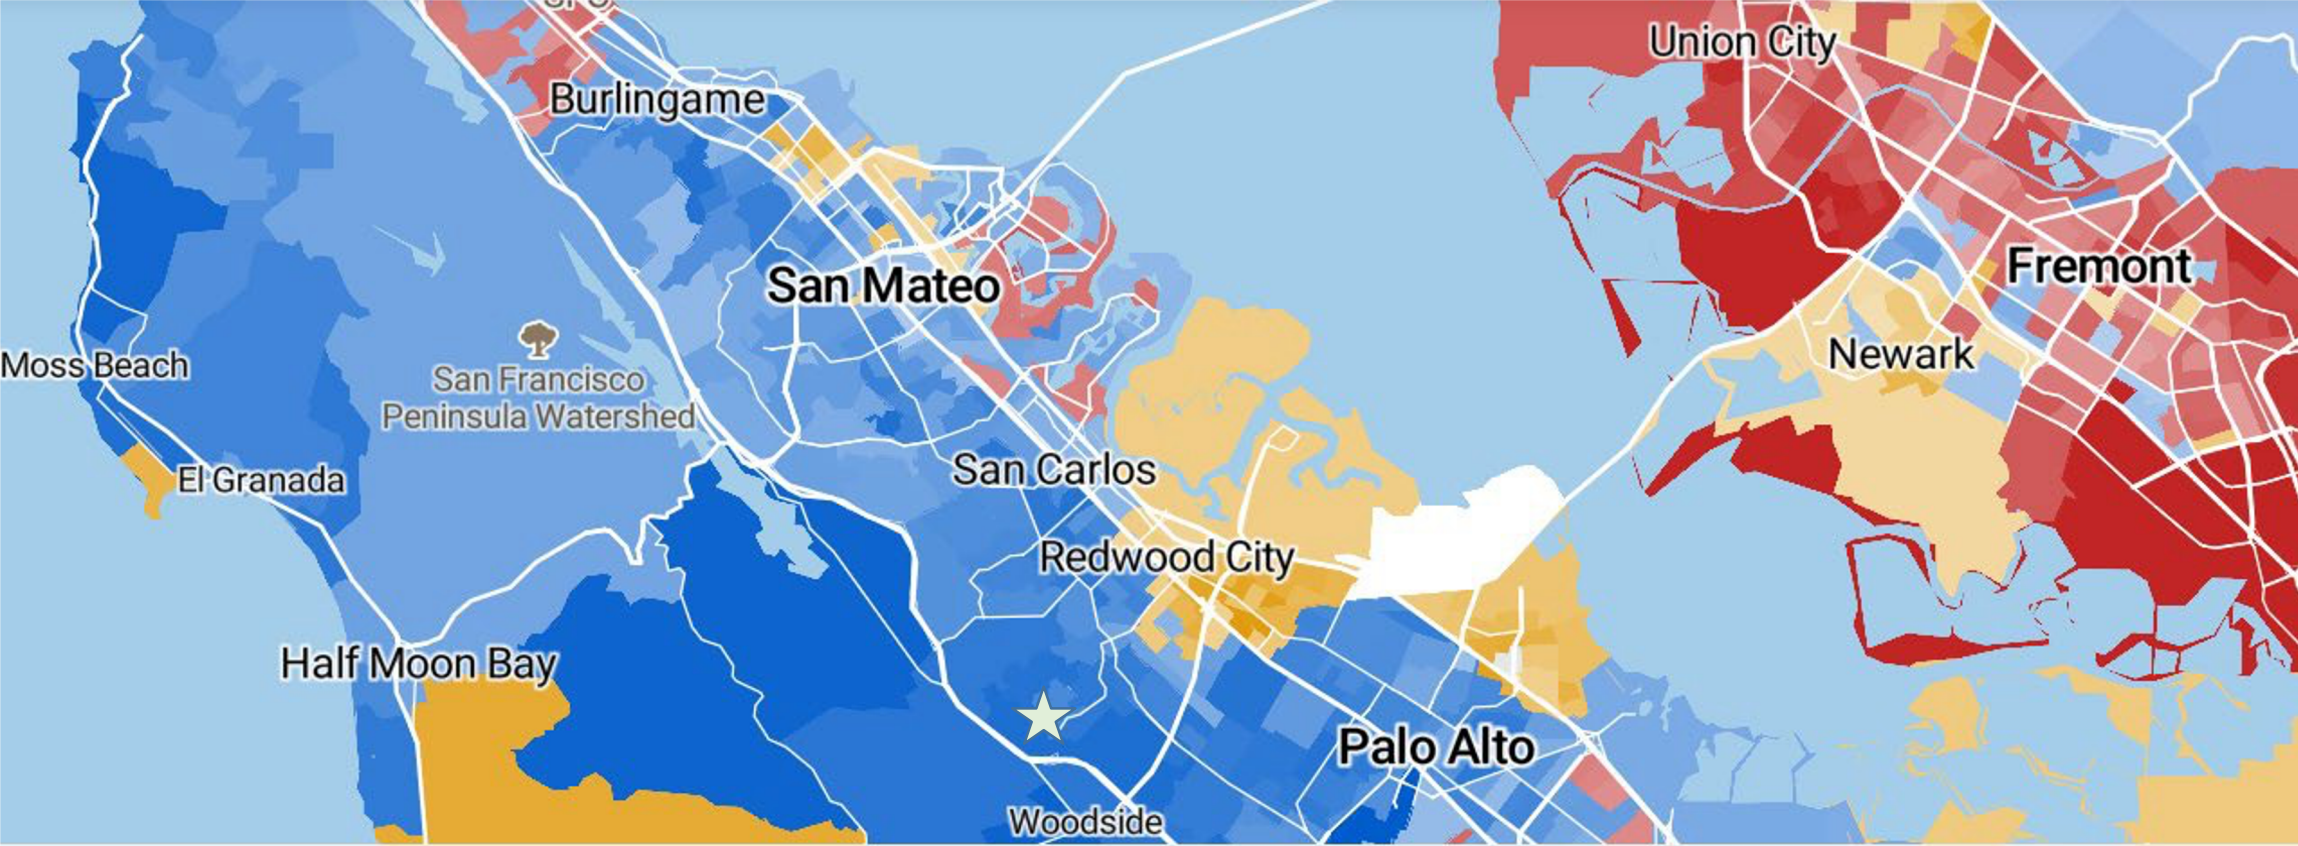 Union City
Burlingame
Fremont
San Mateo
Newark
Moss Beach
San Francisco
Peninsula Watershed
San Carlos
El Granada
Redwood City
Half Moon Bay
Palo Alto
Woodside